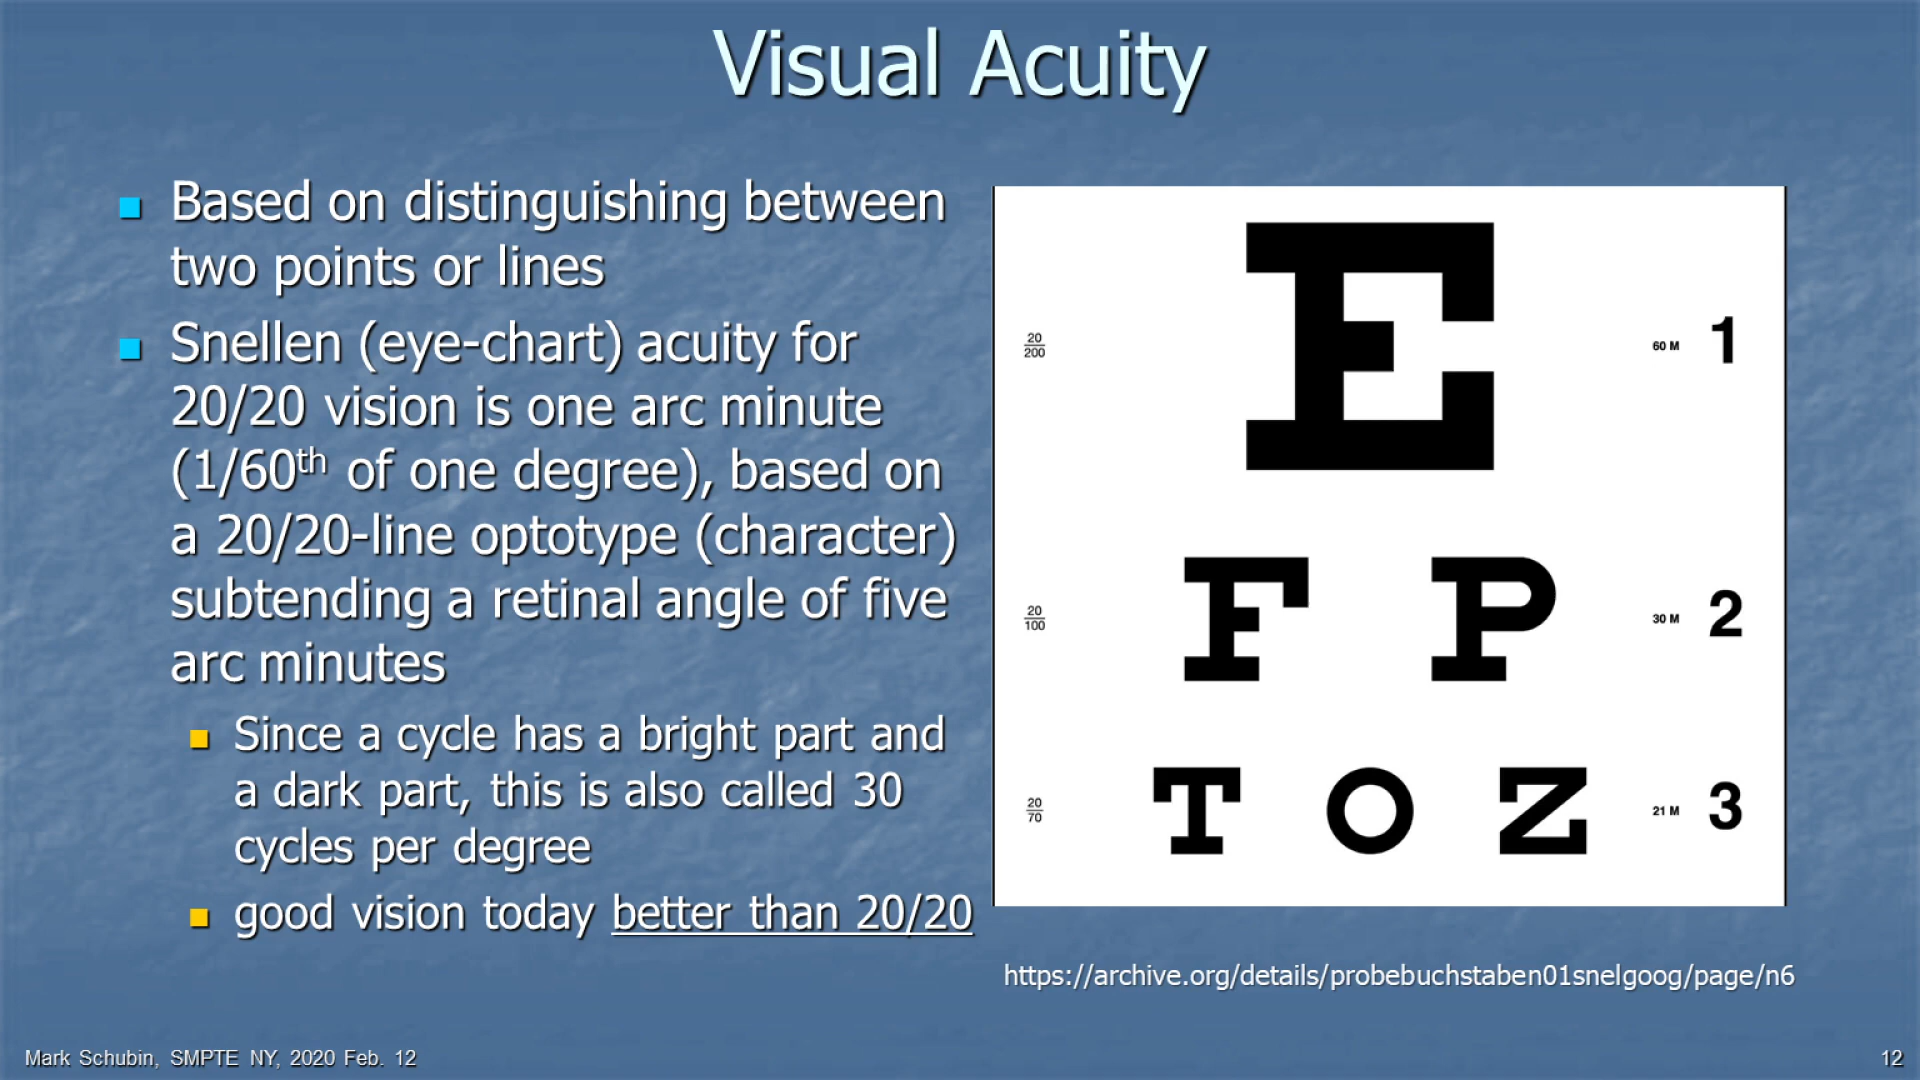 Visual Acuity
Based on distinguishing between
two points or lines
Snellen (eye-chart) acuity for
20/20 vision is one arc minute
(1/60th of one degree), based on
a 20/20-line optotype (character)
subtending a retinal angle of five
arc minutes
Since a cycle has a bright part and
a dark part, this is also called 30
cycles per degree
good vision today better than 20/20
20
200
E
60 M
1
20
100
F P
30 M
2
20
70
T O Z
21 M
3
https://archive.org/details/probebuchstaben01snelgoog/page/n6
Mark Schubin, SMPTE NY, 2020 Feb. 12
12